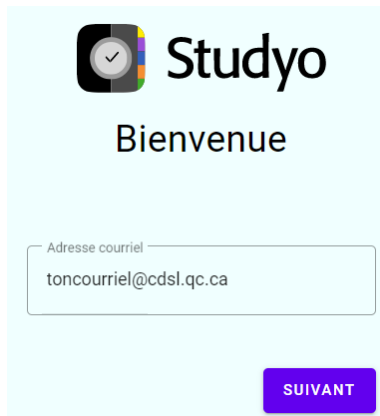 Studyo
Bienvenue
Adresse courriel
toncourriel@cdsl.qc.ca
SUIVANT